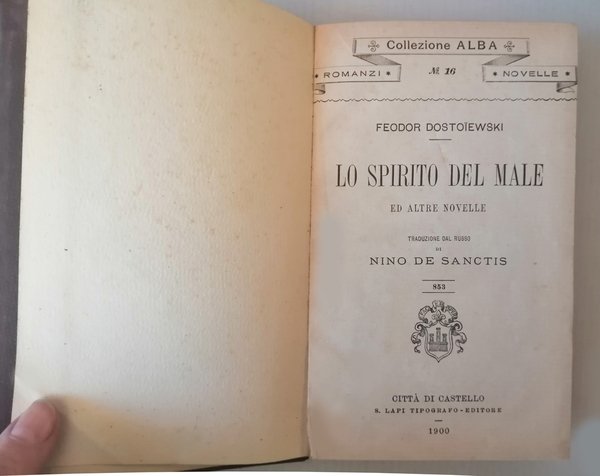 Collezione ALBA
ROMANZI № 16 NOVELLE
FEODOR DOSTOÏEWSKI
LO SPIRITO DEL MALE
ED ALTRE NOVELLE
TRADUZIONE DAL RUSSO
DI
NINO DE SANCTIS
853
CITTÀ DI CASTELLO
S. LAPI TIPOGRAFO-EDITORE
1900